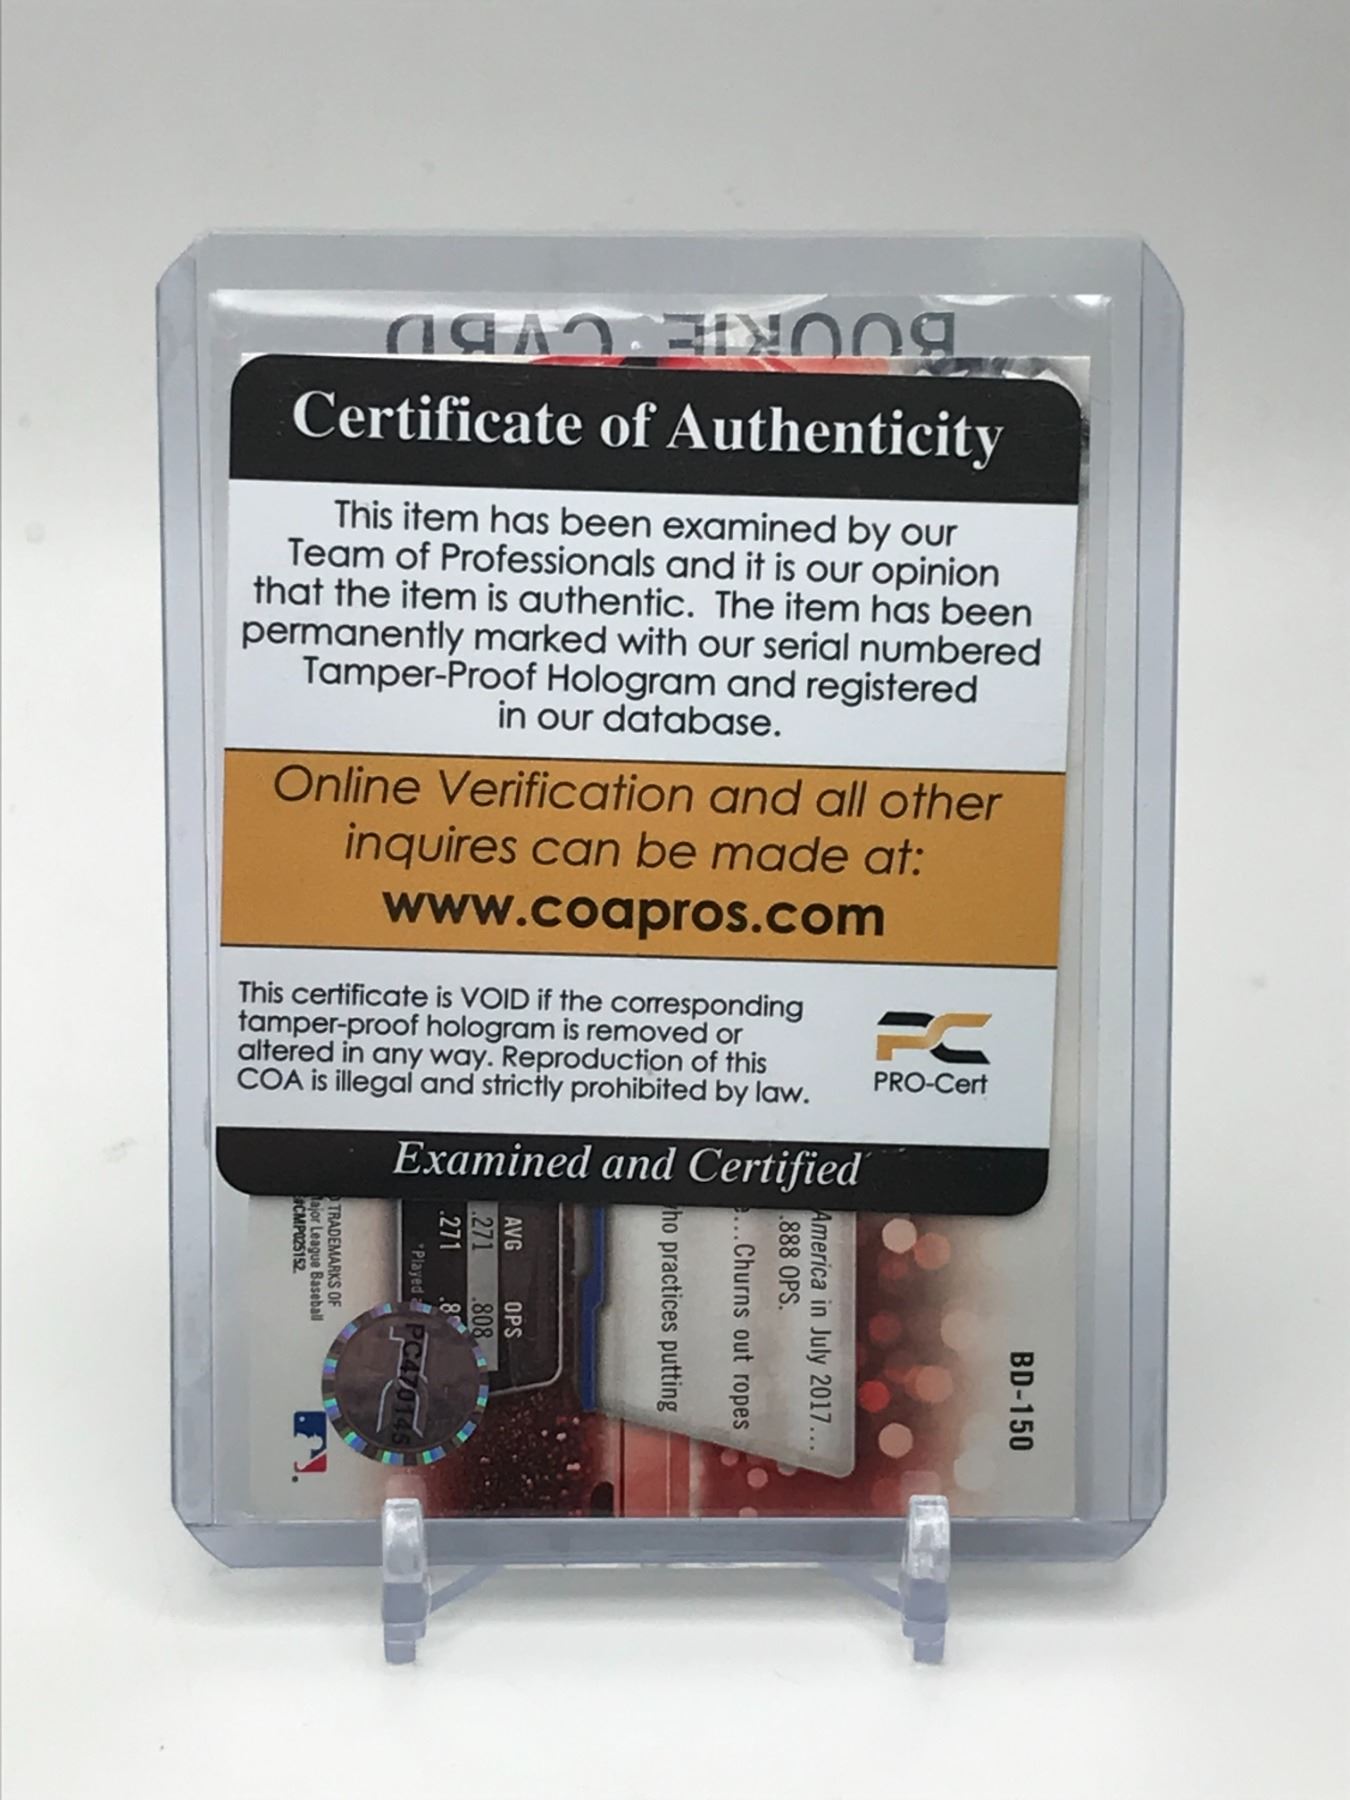 ROOKIE CARD
Certificate of Authenticity
This item has been examined by our
Team of Professionals and it is our opinion
that the item is authentic. The item has been
permanently marked with our serial numbered
Tamper-Proof Hologram and registered
in our database.
Online Verification and all other
inquires can be made at:
www.coapros.com
This certificate is VOID if the corresponding
tamper-proof hologram is removed or
altered in any way. Reproduction of this
COA is illegal and strictly prohibited by law.
PRO-Cert
Examined and Certified
BD-150
America in July 2017...
.888 OPS.
...Churns out ropes
practices putting
AVG OPS
.271 .808
.271
*Played
TRADEMARKS OF
Major League Baseball
#CMP025152.
PC470145